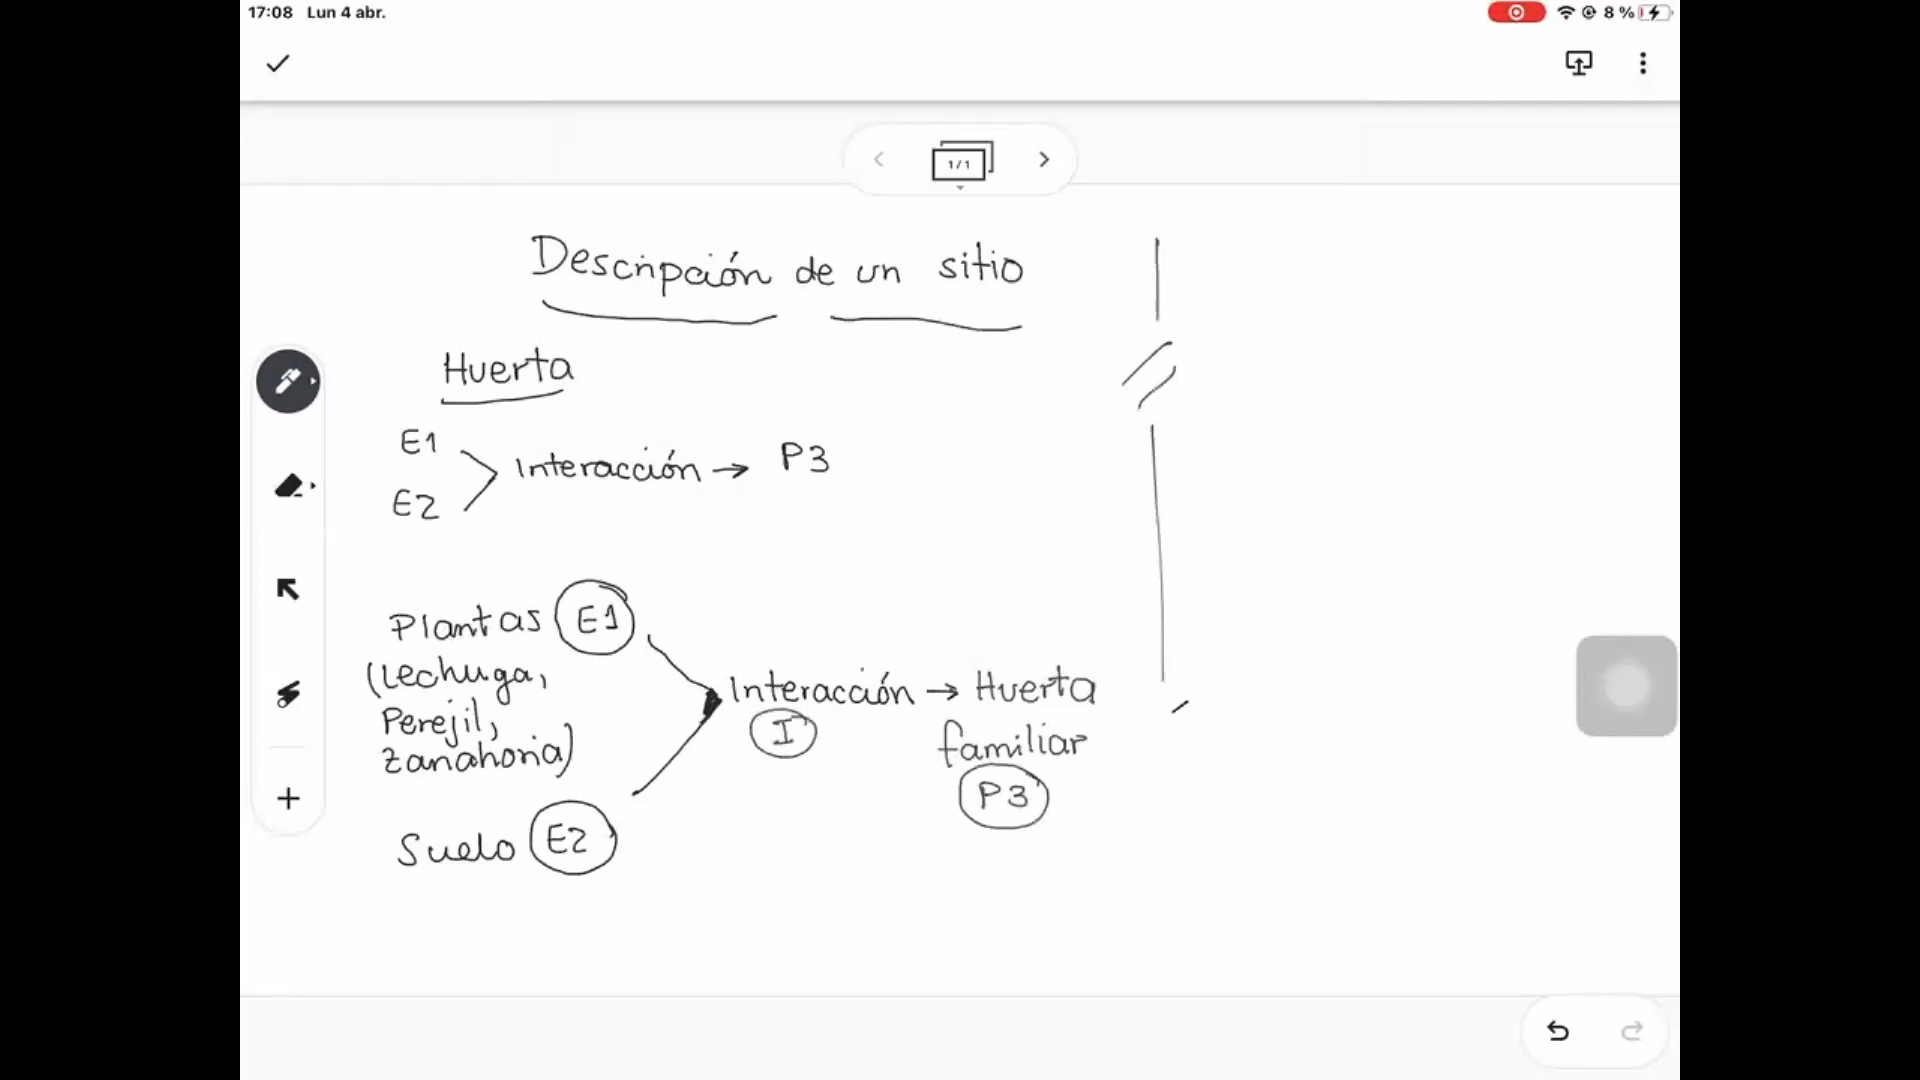 17:08 Lun 4 abr.
8 %
1/1
Descripción de un sitio
Huerta
E1
Interacción → P3
E2
Plantas E1
(Lechuga,
Perejil,
zanahoria)
Interacción → Huerta
I
familiar
P3
Suelo E2